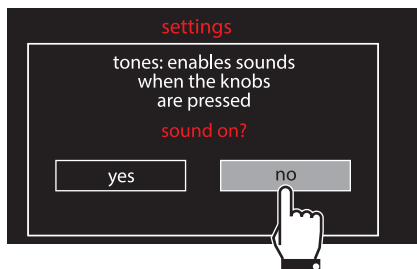 settings
tones: enables sounds
when the knobs
are pressed
sound on?
yes
no